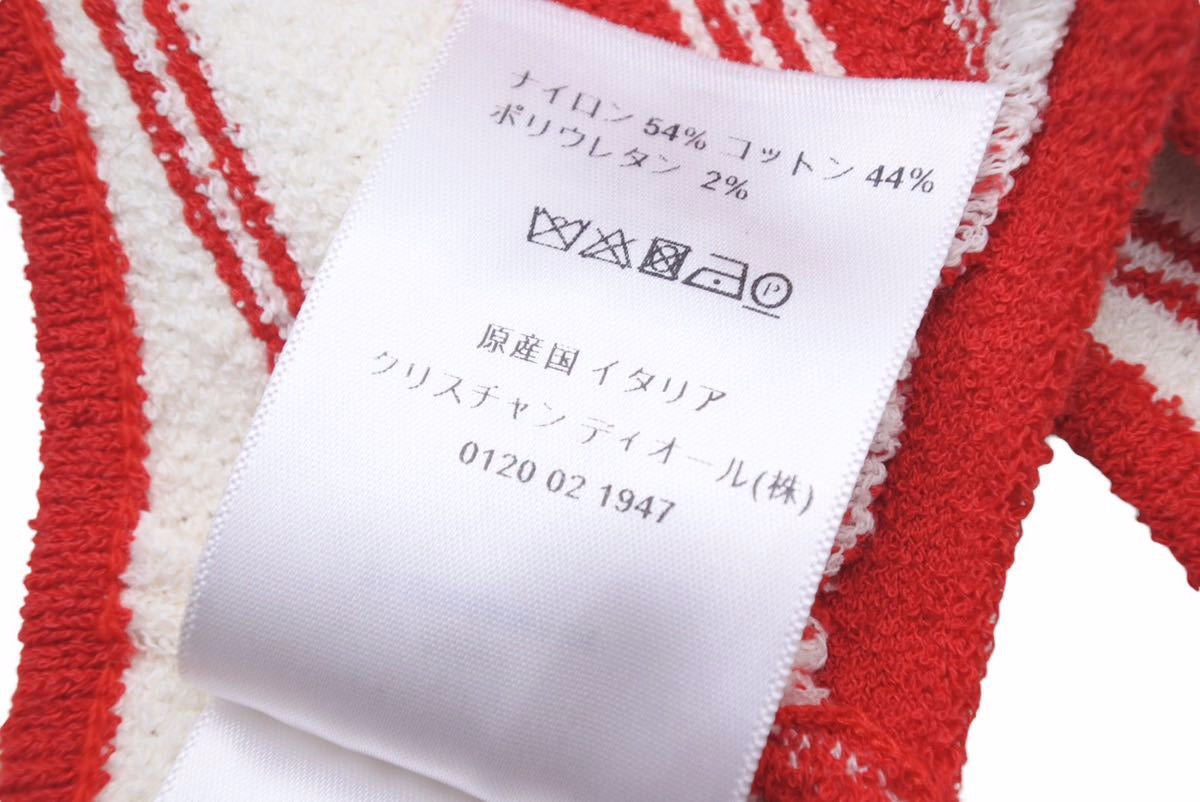 ナイロン 54% コットン 44%
ポリウレタン 2%
P
原産国 イタリア
クリスチャン ディオール(株)
0120 02 1947